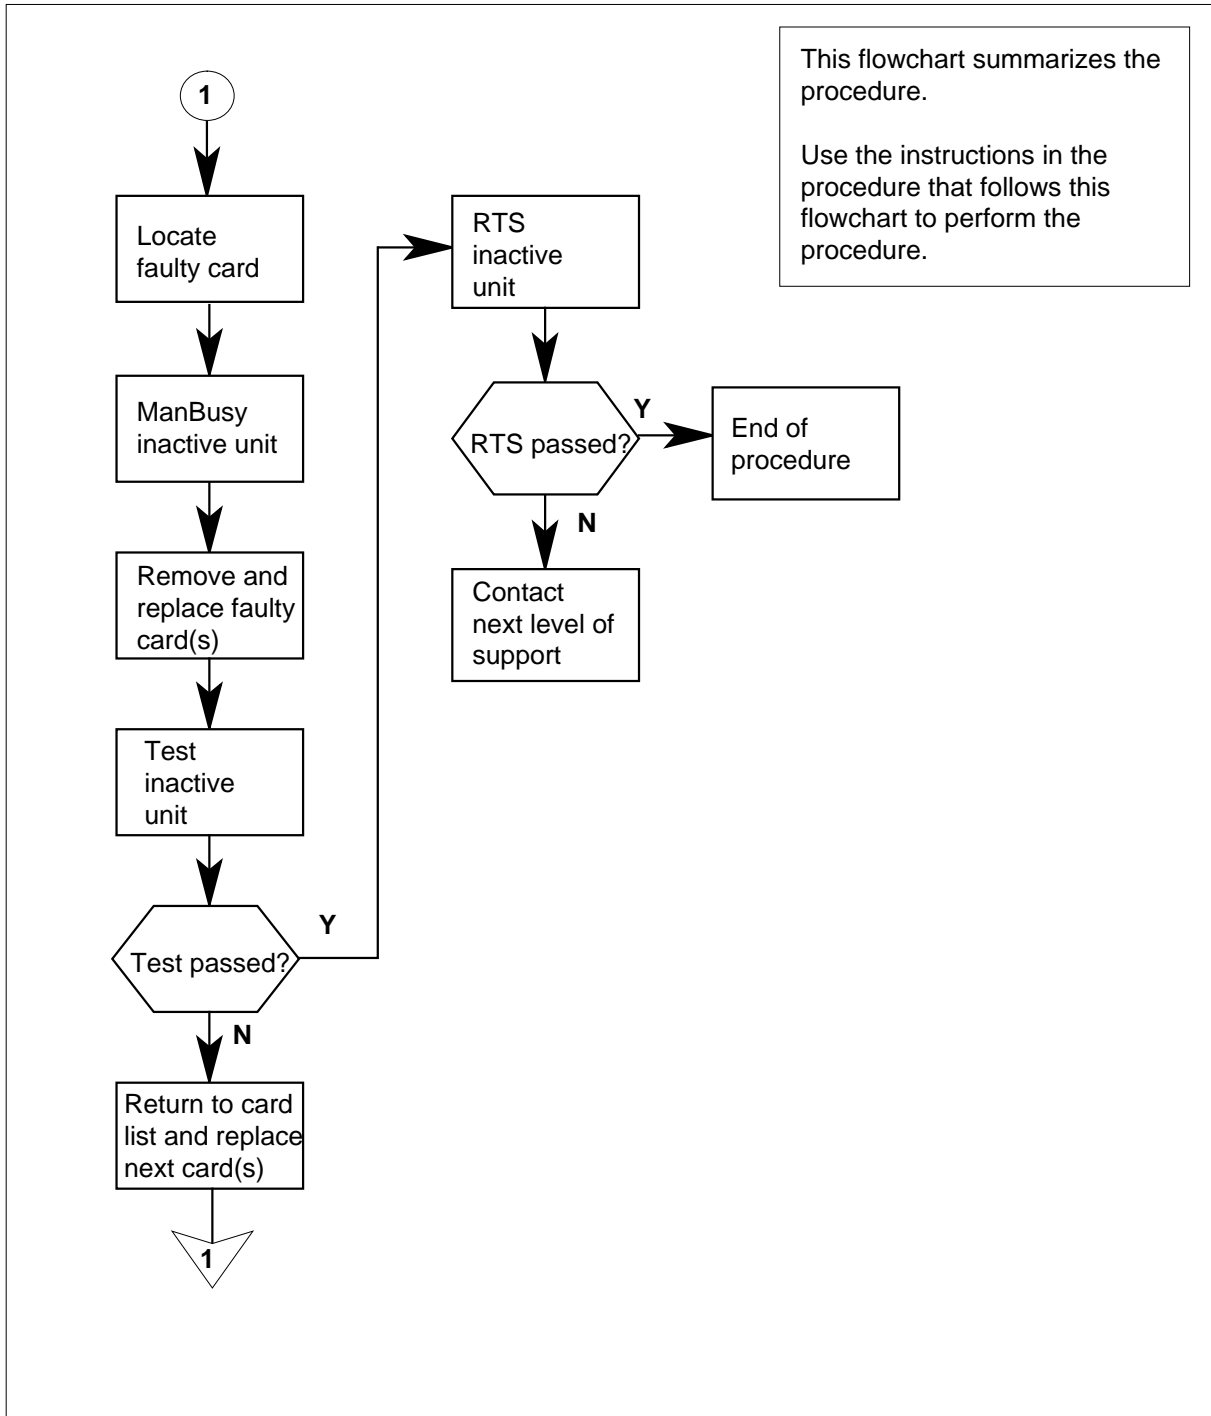 This flowchart summarizes the
procedure.
Use the instructions in the
procedure that follows this
flowchart to perform the
procedure.
1
Locate
faulty card
ManBusy
inactive unit
Remove and
replace faulty
card(s)
Test
inactive
unit
Test passed?
Y
N
Return to card
list and replace
next card(s)
1
RTS
inactive
unit
RTS passed?
Y
End of
procedure
N
Contact
next level of
support